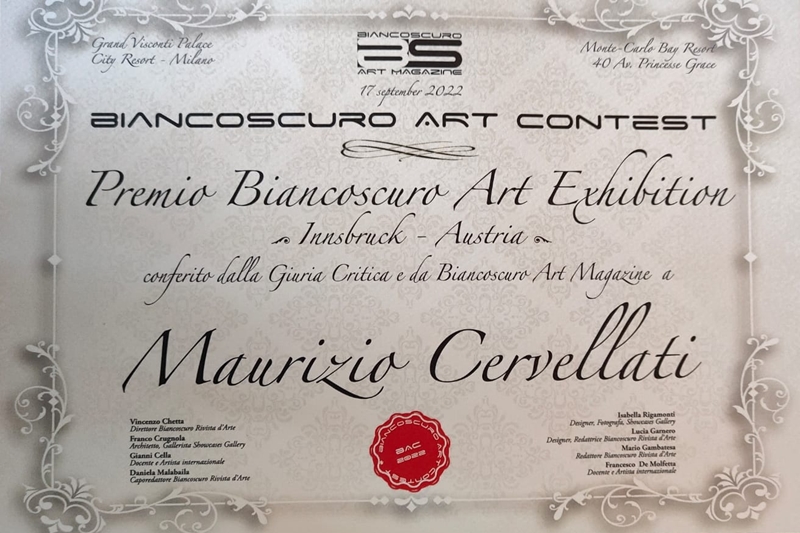 Grand Visconti Palace
City Resort - Milano
BIANCOSCURO
BS
ART MAGAZINE
17 september 2022
Monte-Carlo Bay Resort
40 Av. Princesse Grace
BIANCOSCURO ART CONTEST
Premio Biancoscuro Art Exhibition
Innsbruck - Austria
conferito dalla Giuria Critica e da Biancoscuro Art Magazine a
Maurizio Cervellati
Vincenzo Chetta
Direttore Biancoscuro Rivista d'Arte
Franco Crugnola
Architetto, Gallerista Showcases Gallery
Gianni Cella
Docente e Artista internazionale
Daniela Malabaila
Caporedattore Biancoscuro Rivista d'Arte
BIANCOSCURO ART CONTEST
BAC
2022
Isabella Rigamonti
Designer, Fotografa, Showcases Gallery
Lucia Garnero
Designer, Redattrice Biancoscuro Rivista d'Arte
Mario Gambatesa
Redattore Biancoscuro Rivista d'Arte
Francesco De Molfetta
Docente e Artista internazionale